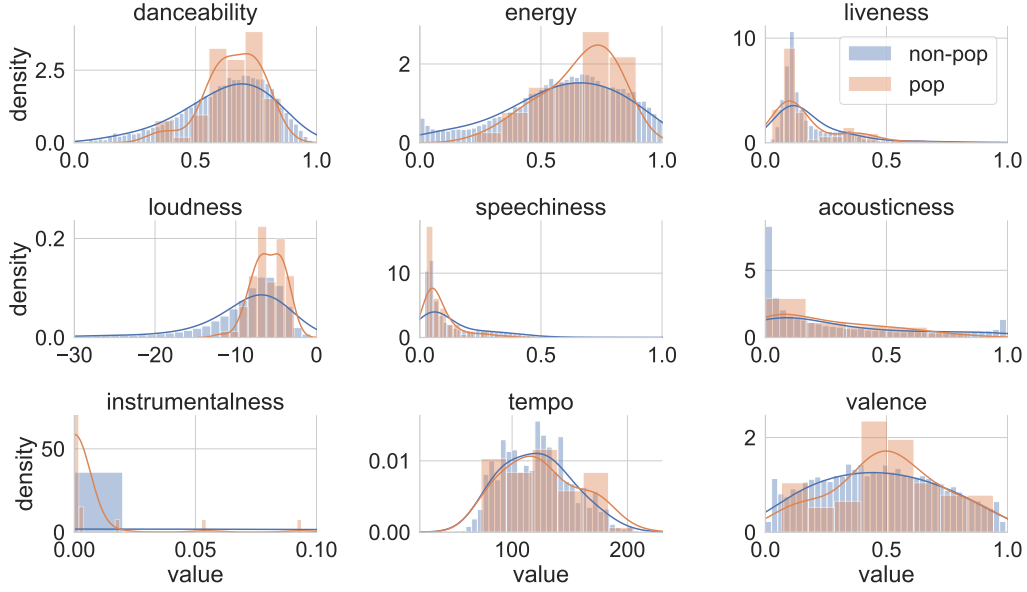 danceability
energy
liveness
density
2.5
0.0
0.0
0.5
1.0
2
0
0.0
0.5
1.0
10
0
0.0
0.5
1.0
non-pop
pop
loudness
speechiness
acousticness
density
0.2
0.0
−30
−20
−10
0
10
0
0.0
0.5
1.0
5
0
0.0
0.5
1.0
instrumentalness
tempo
valence
density
50
0
0.00
0.05
0.10
value
0.01
0.00
100
200
value
2
0
0.0
0.5
1.0
value